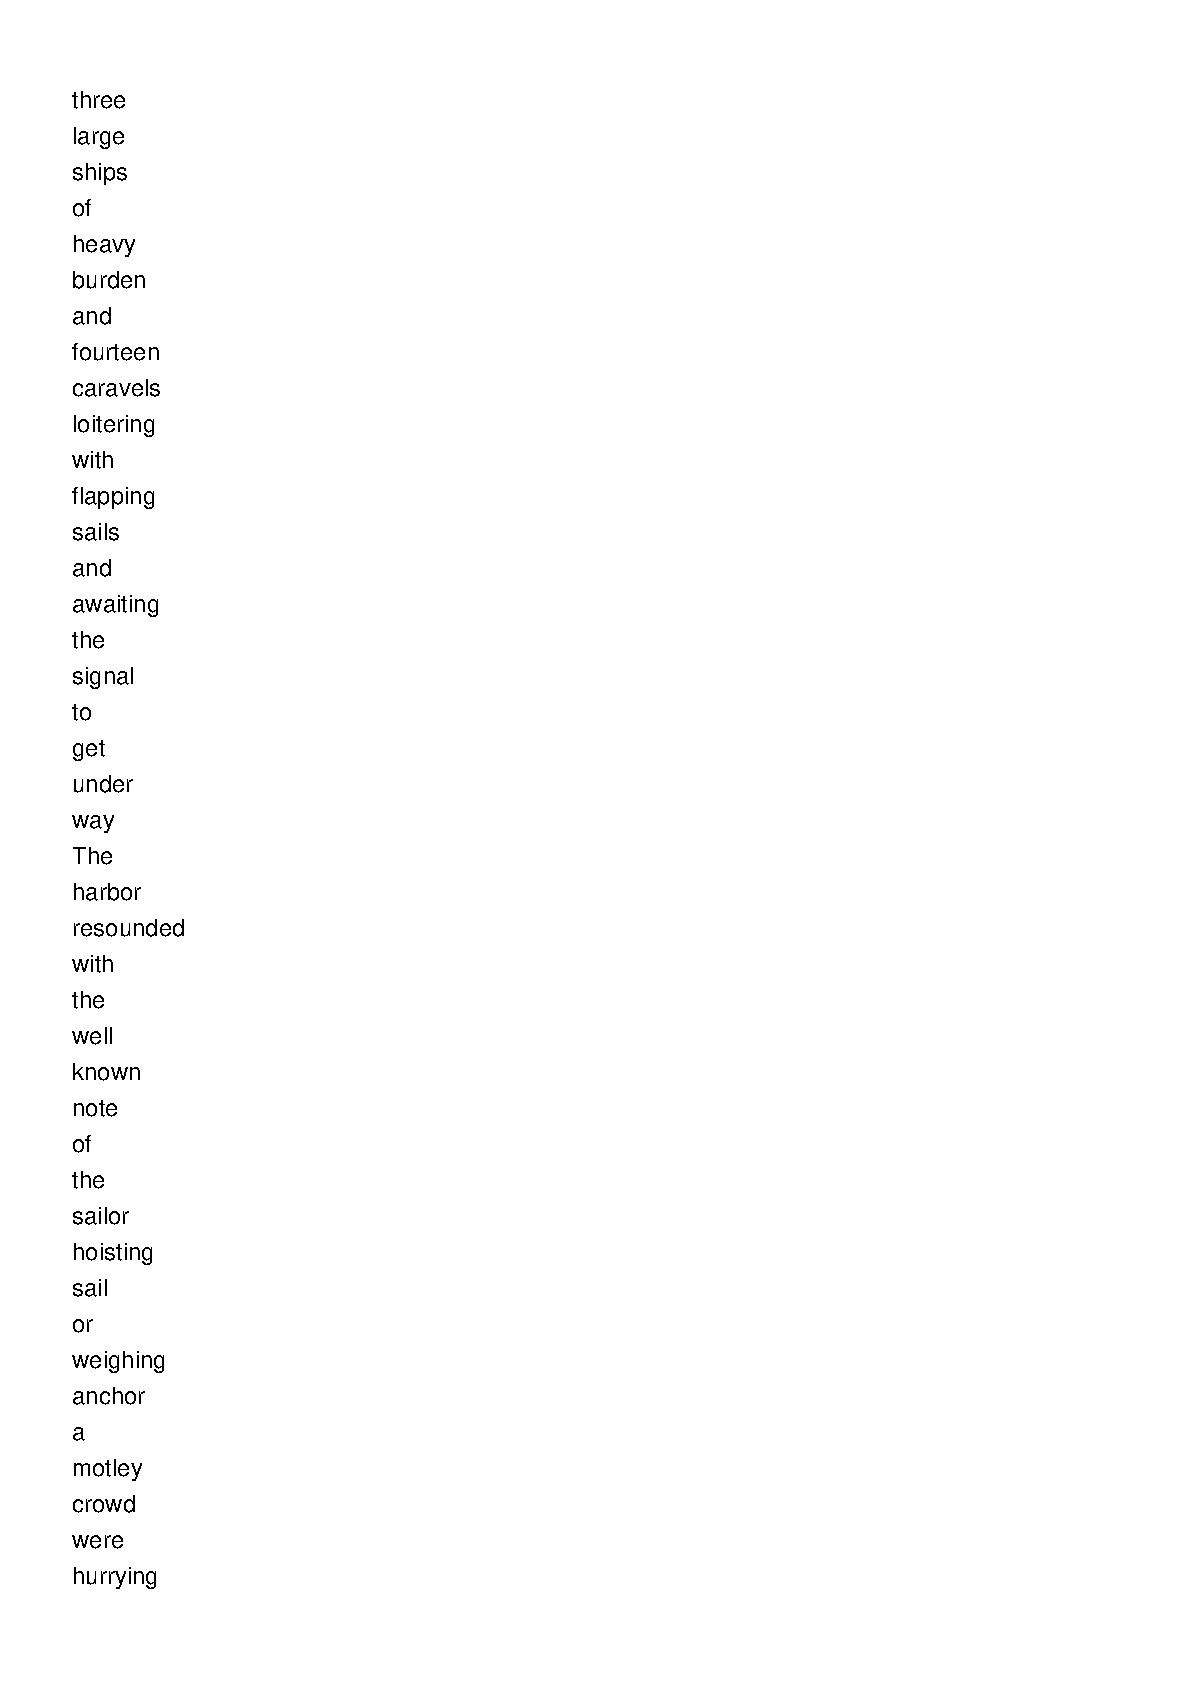 three
large
ships
of
heavy
burden
and
fourteen
caravels
loitering
with
flapping
sails
and
awaiting
the
signal
to
get
under
way
The
harbor
resounded
with
the
well
known
note
of
the
sailor
hoisting
sail
or
weighing
anchor
a
motley
crowd
were
hurrying